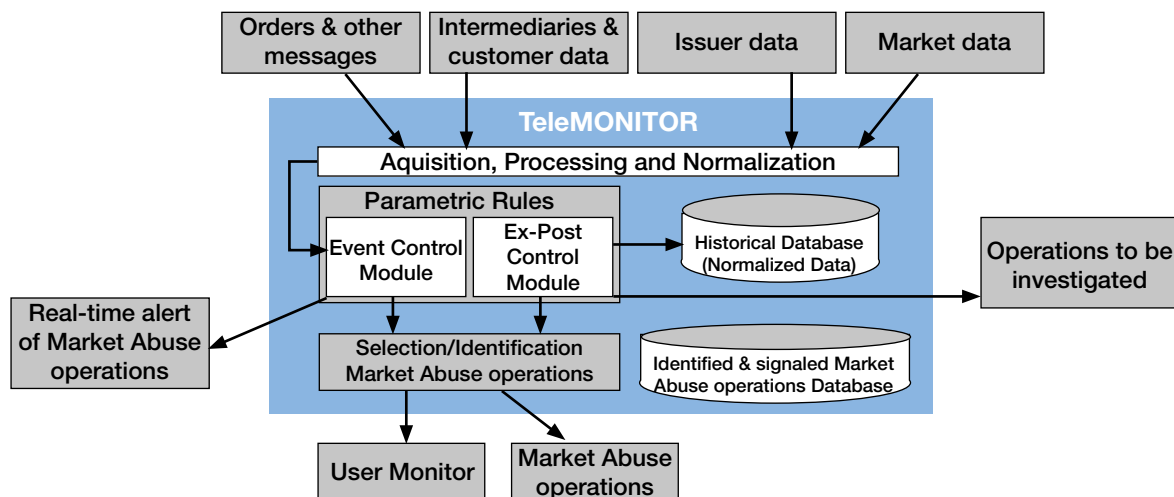 Orders & other
messages
Intermediaries &
customer data
Issuer data
Market data
TeleMONITOR
Aquisition, Processing and Normalization
Parametric Rules
Event Control
Module
Ex-Post
Control
Module
Historical Database
(Normalized Data)
Operations to be
investigated
Real-time alert
of Market Abuse
operations
Selection/Identification
Market Abuse operations
Identified & signaled Market
Abuse operations Database
User Monitor
Market Abuse
operations